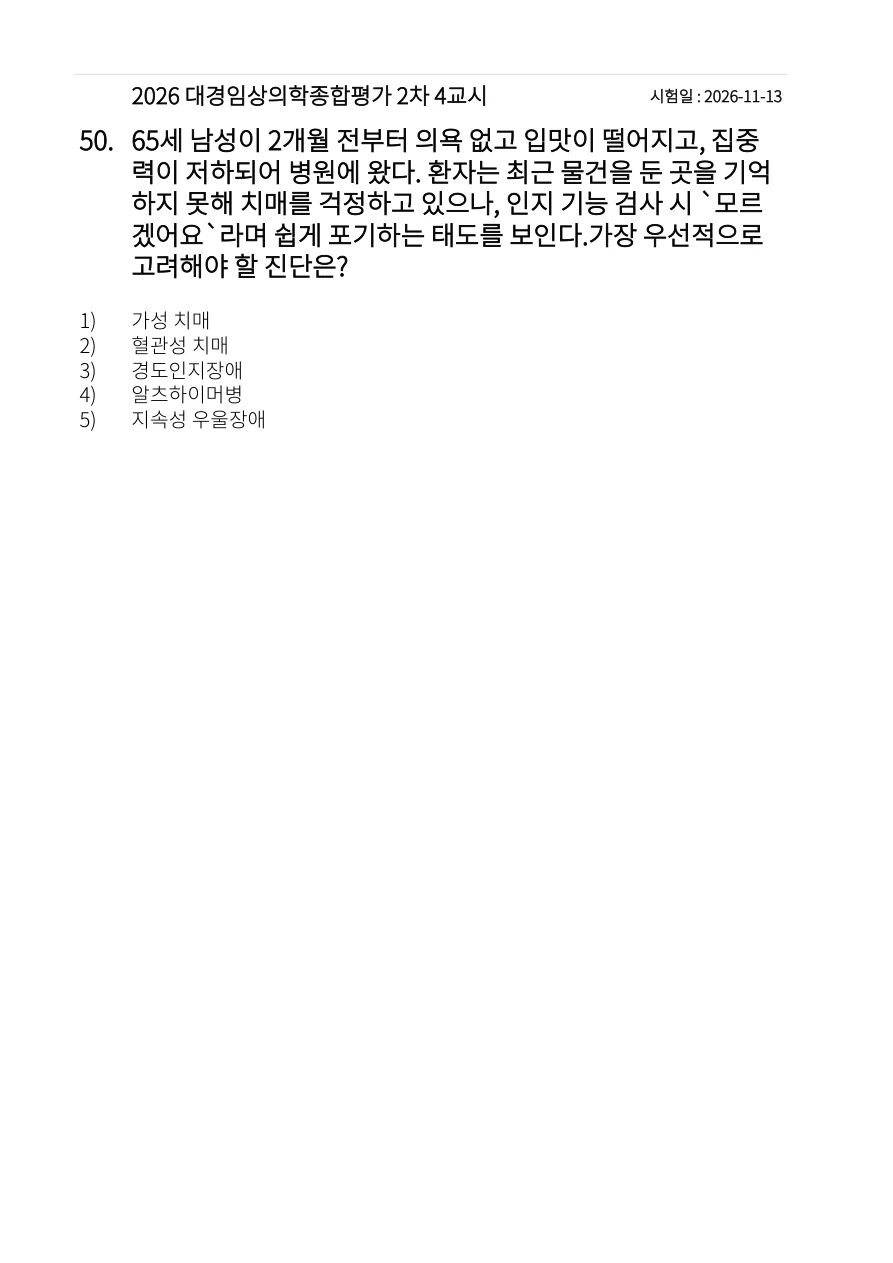 2026 대경임상의학종합평가 2차 4교시 시험일 : 2026-11-13
50. 65세 남성이 2개월 전부터 의욕 없고 입맛이 떨어지고, 집중
력이 저하되어 병원에 왔다. 환자는 최근 물건을 둔 곳을 기억
하지 못해 치매를 걱정하고 있으나, 인지 기능 검사 시 `모르
겠어요`라며 쉽게 포기하는 태도를 보인다.가장 우선적으로
고려해야 할 진단은?
1) 가성 치매
2) 혈관성 치매
3) 경도인지장애
4) 알츠하이머병
5) 지속성 우울장애